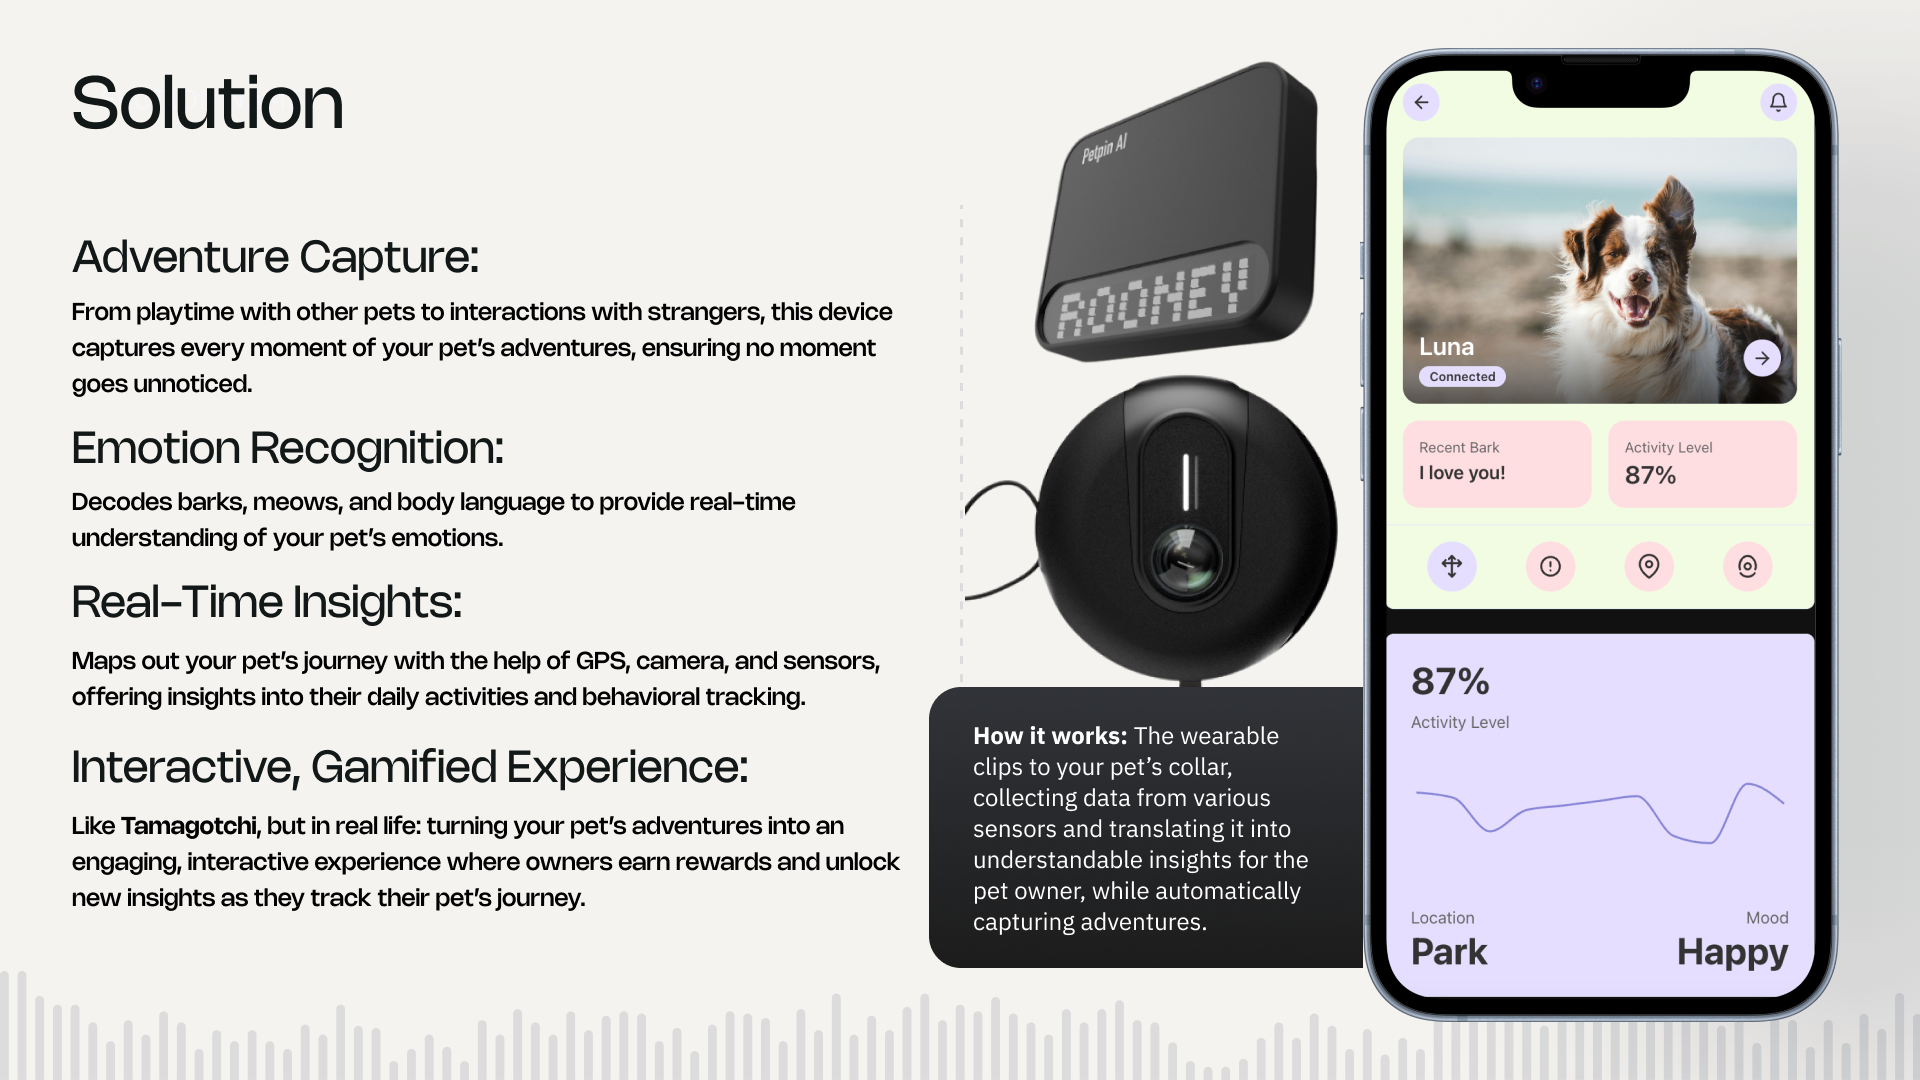 Solution
Adventure Capture:
From playtime with other pets to interactions with strangers, this device
captures every moment of your pet's adventures, ensuring no moment
goes unnoticed.
Emotion Recognition:
Decodes barks, meows, and body language to provide real-time
understanding of your pet's emotions.
Real-Time Insights:
Maps out your pet's journey with the help of GPS, camera, and sensors,
offering insights into their daily activities and behavioral tracking.
Interactive, Gamified Experience:
Like Tamagotchi, but in real life: turning your pet's adventures into an
engaging, interactive experience where owners earn rewards and unlock
new insights as they track their pet's journey.
Petpin AI
ROONEY
How it works: The wearable
clips to your pet's collar,
collecting data from various
sensors and translating it into
understandable insights for the
pet owner, while automatically
capturing adventures.
Luna
Connected
Recent Bark
I love you!
Activity Level
87%
87%
Activity Level
Location
Park
Mood
Happy